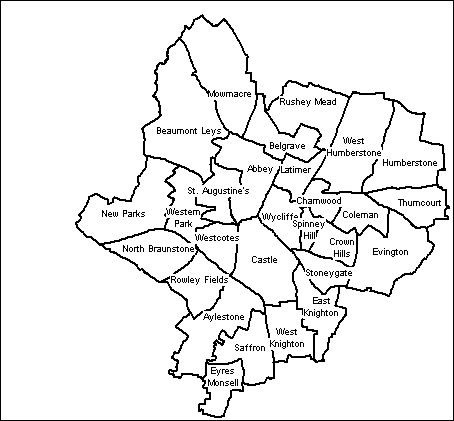 Mowmacre
Rushey Mead
Beaumont Leys
Belgrave
West
Humberstone
Humberstone
Abbey
Latimer
St. Augustine's
Charnwood
Thurncourt
New Parks
Western
Park
Wycliffe
Coleman
Spinney
Hill
Westcotes
North Braunstone
Crown
Hills
Evington
Castle
Stoneygate
Rowley Fields
East
Knighton
Aylestone
West
Knighton
Saffron
Eyres
Monsell